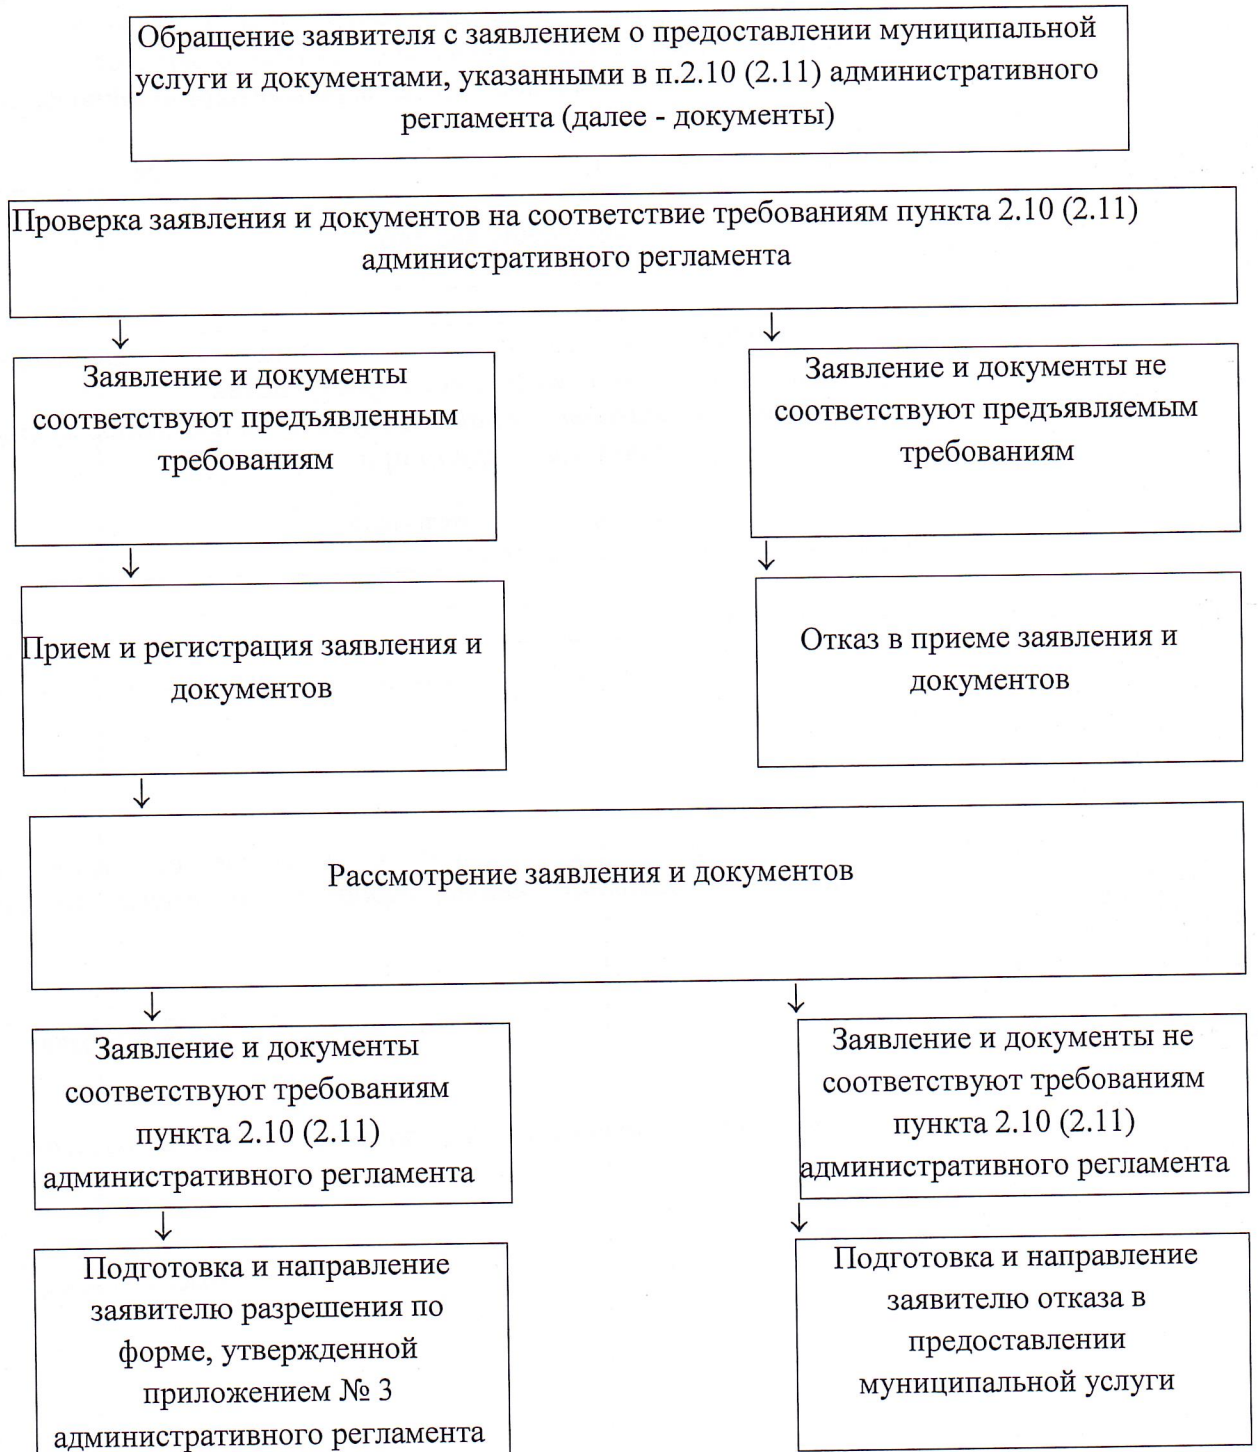 Обращение заявителя с заявлением о предоставлении муниципальной
услуги и документами, указанными в п.2.10 (2.11) административного
регламента (далее - документы)
Проверка заявления и документов на соответствие требованиям пункта 2.10 (2.11)
административного регламента
Заявление и документы
соответствуют предъявленным
требованиям
Заявление и документы не
соответствуют предъявляемым
требованиям
Прием и регистрация заявления и
документов
Отказ в приеме заявления и
документов
Рассмотрение заявления и документов
Заявление и документы
соответствуют требованиям
пункта 2.10 (2.11)
административного регламента
Заявление и документы не
соответствуют требованиям
пункта 2.10 (2.11)
административного регламента
Подготовка и направление
заявителю разрешения по
форме, утвержденной
приложением № 3
административного регламента
Подготовка и направление
заявителю отказа в
предоставлении
муниципальной услуги